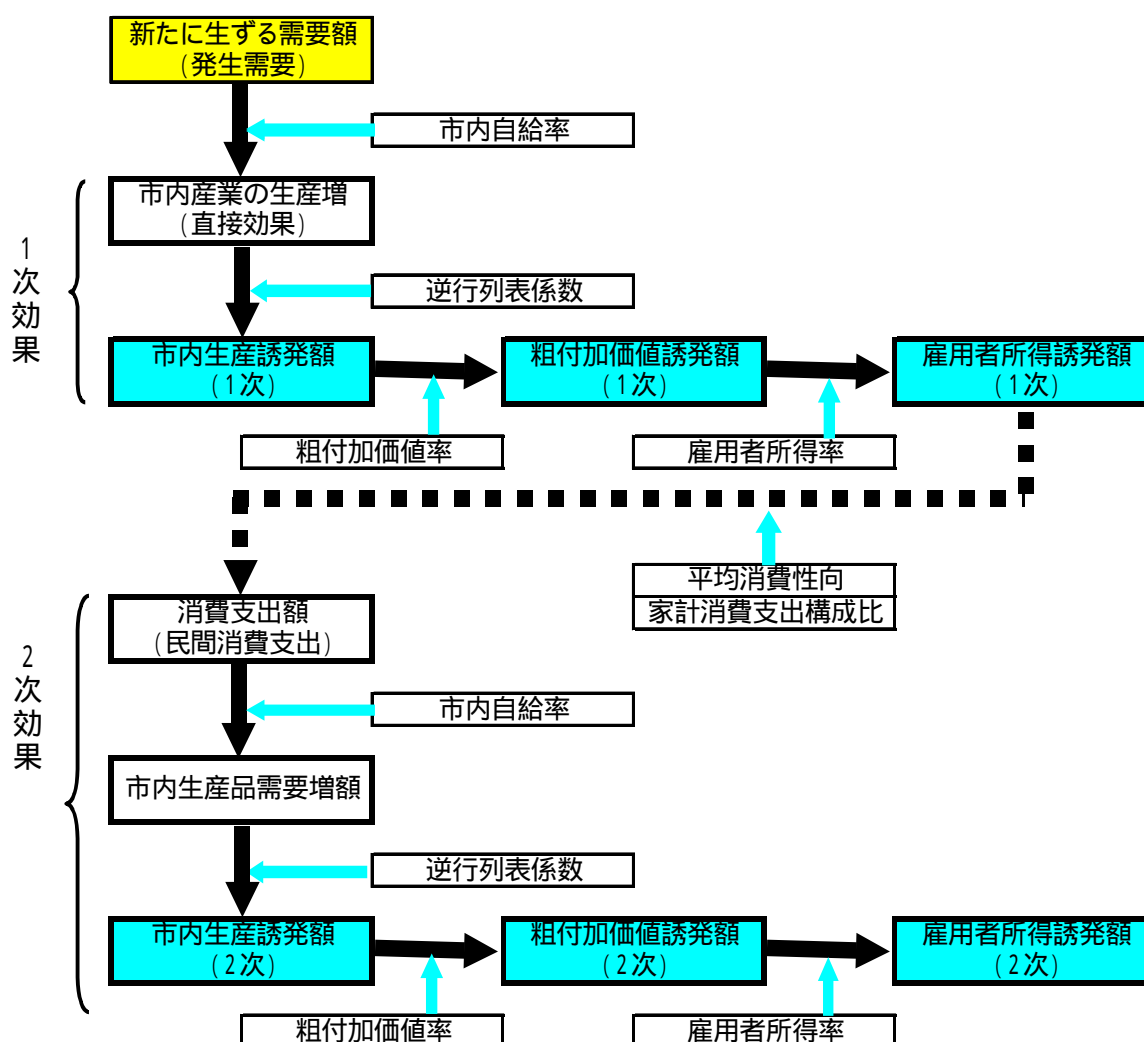 新たに生ずる需要額
(発生需要)
市内自給率
市内産業の生産増
(直接効果)
1次効果
逆行列表係数
市内生産誘発額
(1次)
粗付加価値誘発額
(1次)
雇用者所得誘発額
(1次)
粗付加価値率
雇用者所得率
平均消費性向
家計消費支出構成比
消費支出額
(民間消費支出)
2次効果
市内自給率
市内生産品需要増額
逆行列表係数
市内生産誘発額
(2次)
粗付加価値誘発額
(2次)
雇用者所得誘発額
(2次)
粗付加価値率
雇用者所得率